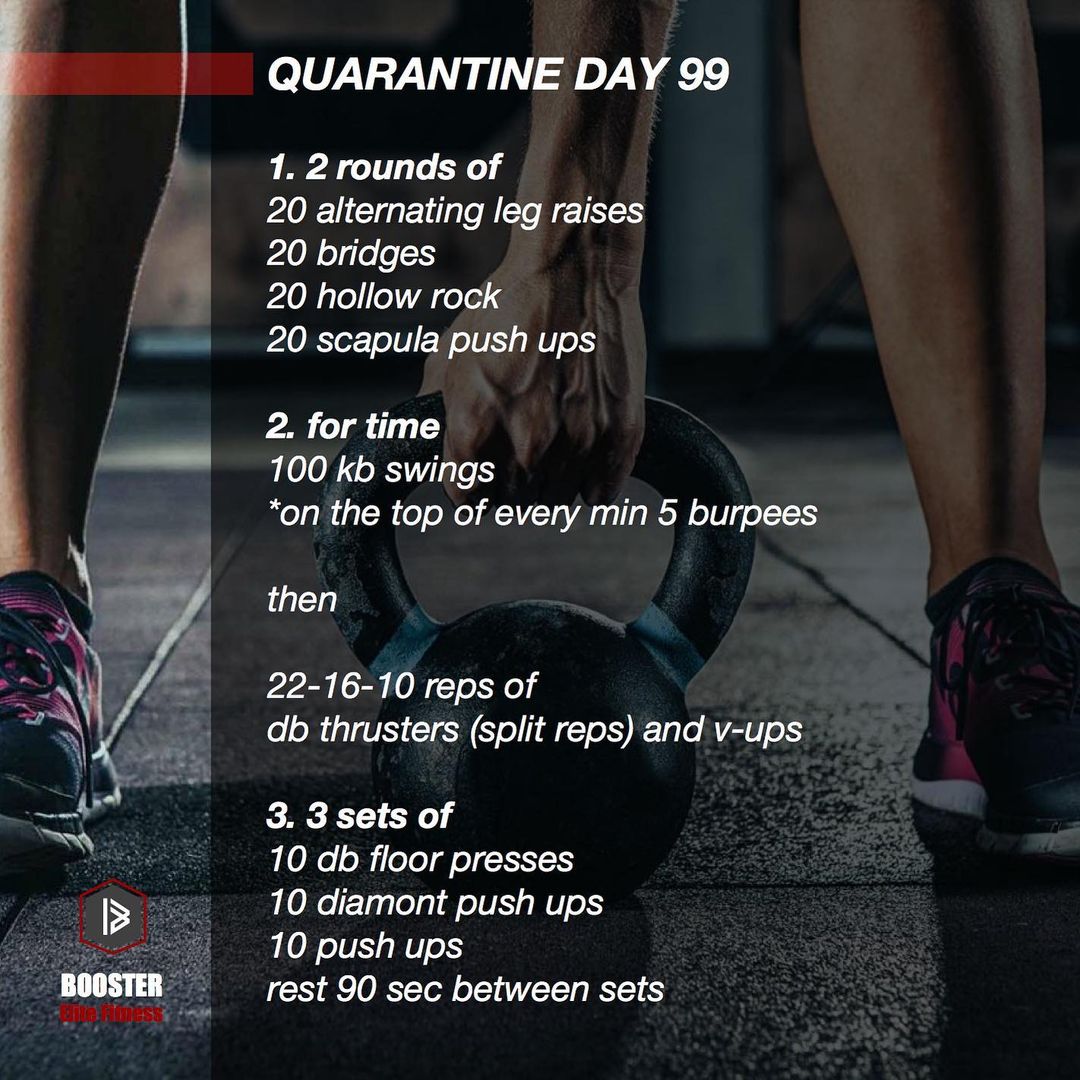 QUARANTINE DAY 99
1. 2 rounds of
20 alternating leg raises
20 bridges
20 hollow rock
20 scapula push ups
2. for time
100 kb swings
*on the top of every min 5 burpees
then
22-16-10 reps of
db thrusters (split reps) and v-ups
3. 3 sets of
10 db floor presses
10 diamont push ups
10 push ups
rest 90 sec between sets
BOOSTER
Elite Fitness